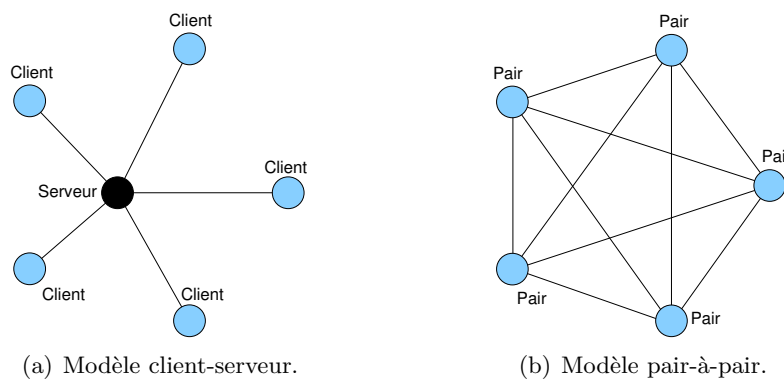 Client
Client
Client
Serveur
Client
Client
(a) Modèle client-serveur.
Pair
Pair
Pair
Pair
Pair
(b) Modèle pair-à-pair.